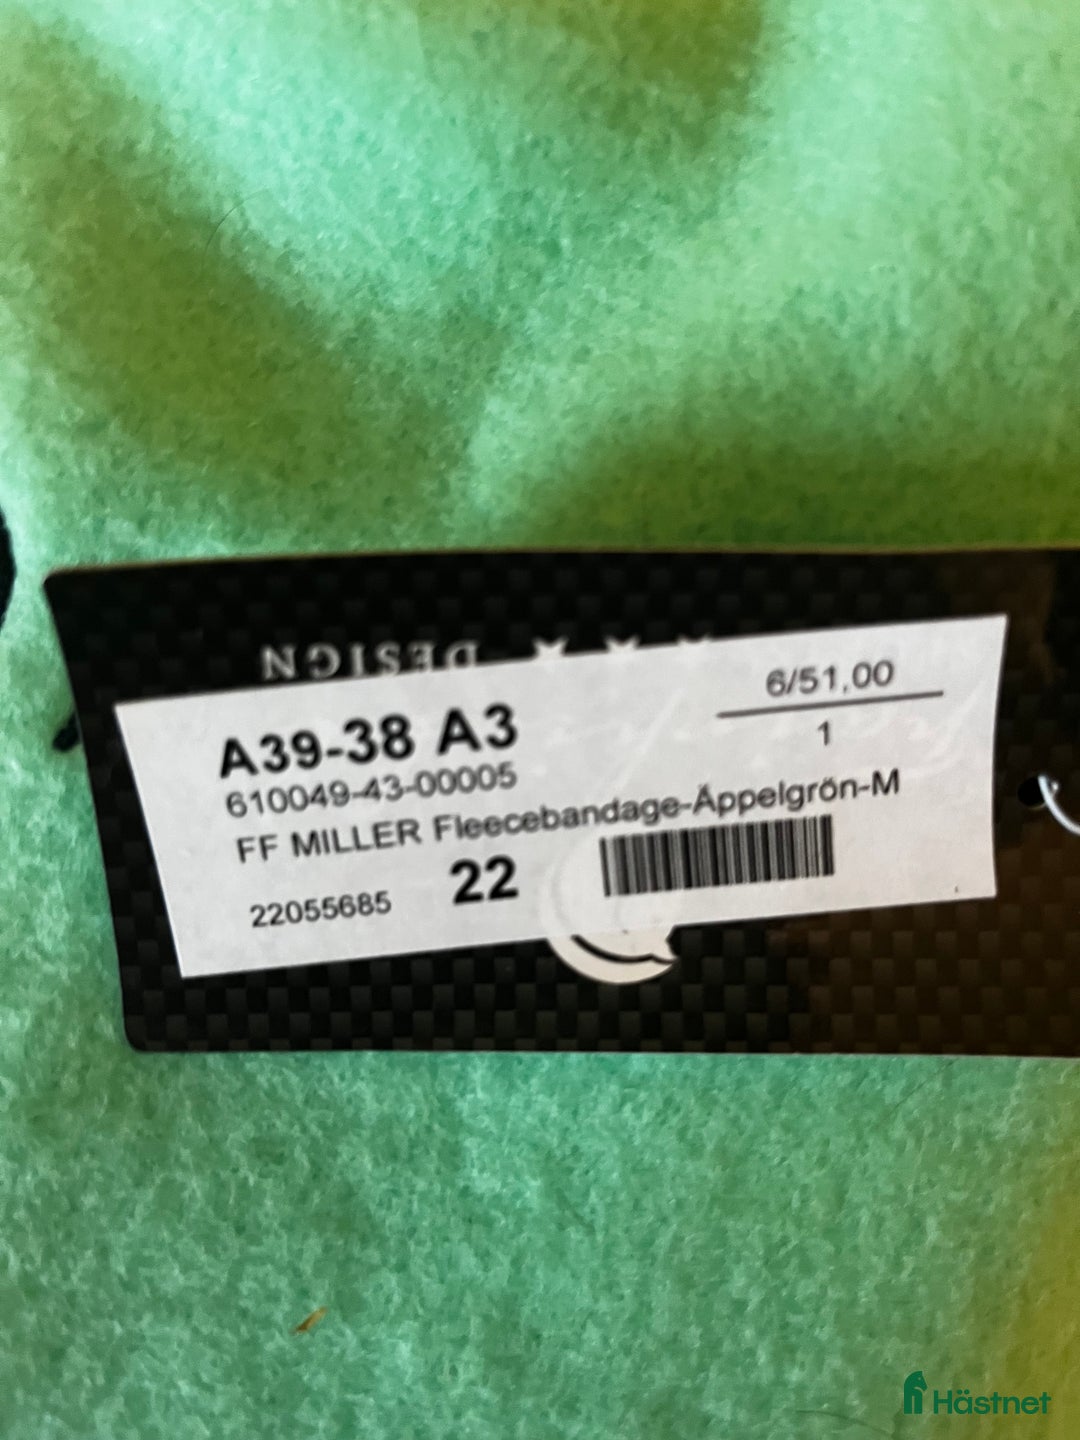 DESIGN
6/51,00
1
A39-38 A3
610049-43-00005
FF MILLER Fleecebandage-Äppelgrön-M
22055685 22
Hästnet